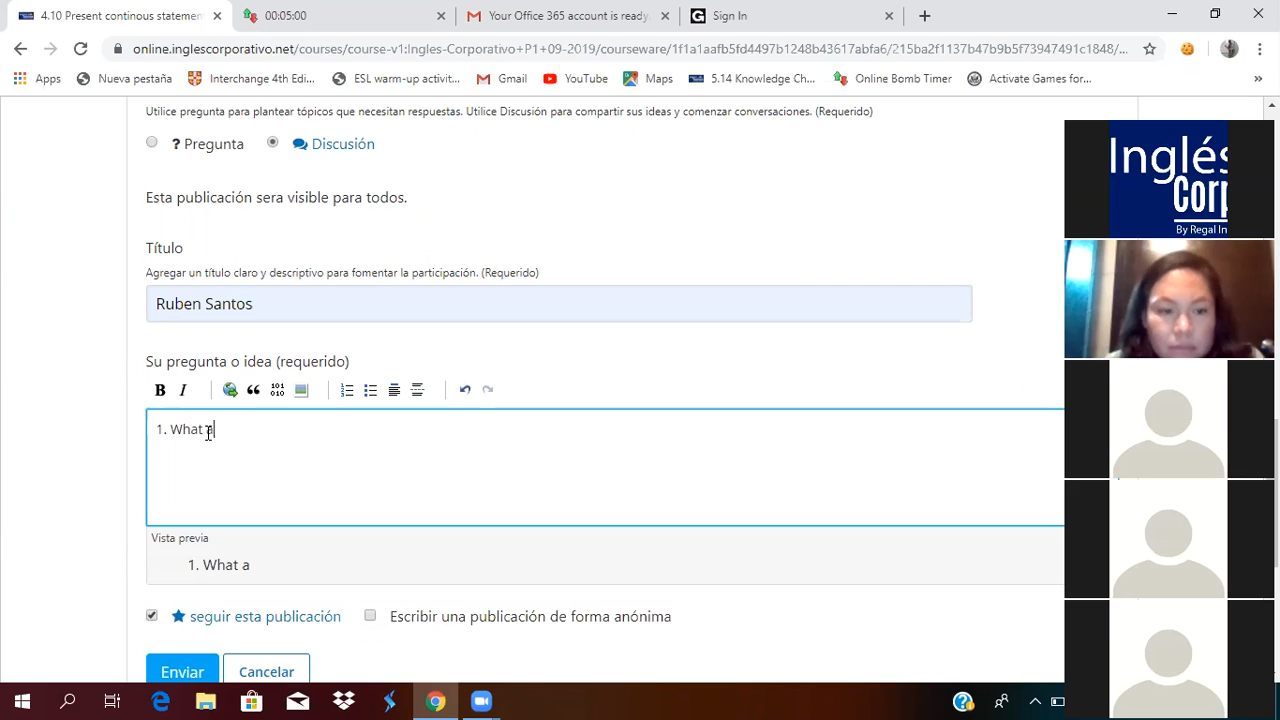 4.10 Present continous statemen
00:05:00
Your Office 365 account is ready
Sign In
online.inglescorporativo.net/courses/course-v1:Ingles-Corporativo+P1+09-2019/courseware/1f1a1aafb5fd4497b1248b43617abfa6/215ba2f1137b47b9b5f73947491c1848/...
Apps
Nueva pestaña
Interchange 4th Edi...
ESL warm-up activit...
Gmail
YouTube
Maps
5.14 Knowledge Ch...
Online Bomb Timer
Activate Games for...
»
Utilice pregunta para plantear tópicos que necesitan respuestas. Utilice Discusión para compartir sus ideas y comenzar conversaciones. (Requerido)
? Pregunta
Discusión
Esta publicación sera visible para todos.
Título
Agregar un título claro y descriptivo para fomentar la participación. (Requerido)
Ruben Santos
Su pregunta o idea (requerido)
B I
101
010
1. What a
Vista previa
1. What a
seguir esta publicación
Escribir una publicación de forma anónima
Enviar
Cancelar
Inglés
Corp
By Regal In